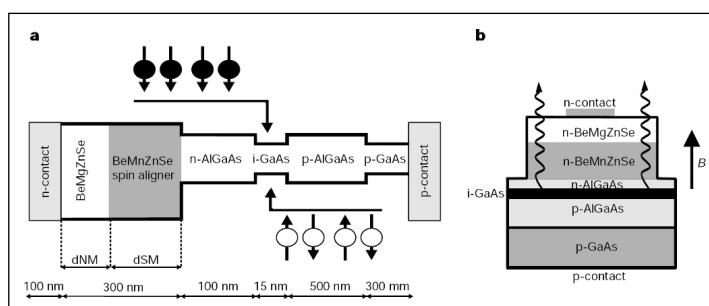 a
n-contact
BeMgZnSe
BeMnZnSe
spin aligner
n-AlGaAs
i-GaAs
p-AlGaAs
p-GaAs
p-contact
dNM
dSM
100 nm
300 nm
100 nm
15 nm
500 nm
300 mm
b
n-contact
n-BeMgZnSe
n-BeMnZnSe
n-AlGaAs
i-GaAs
p-AlGaAs
p-GaAs
p-contact
B